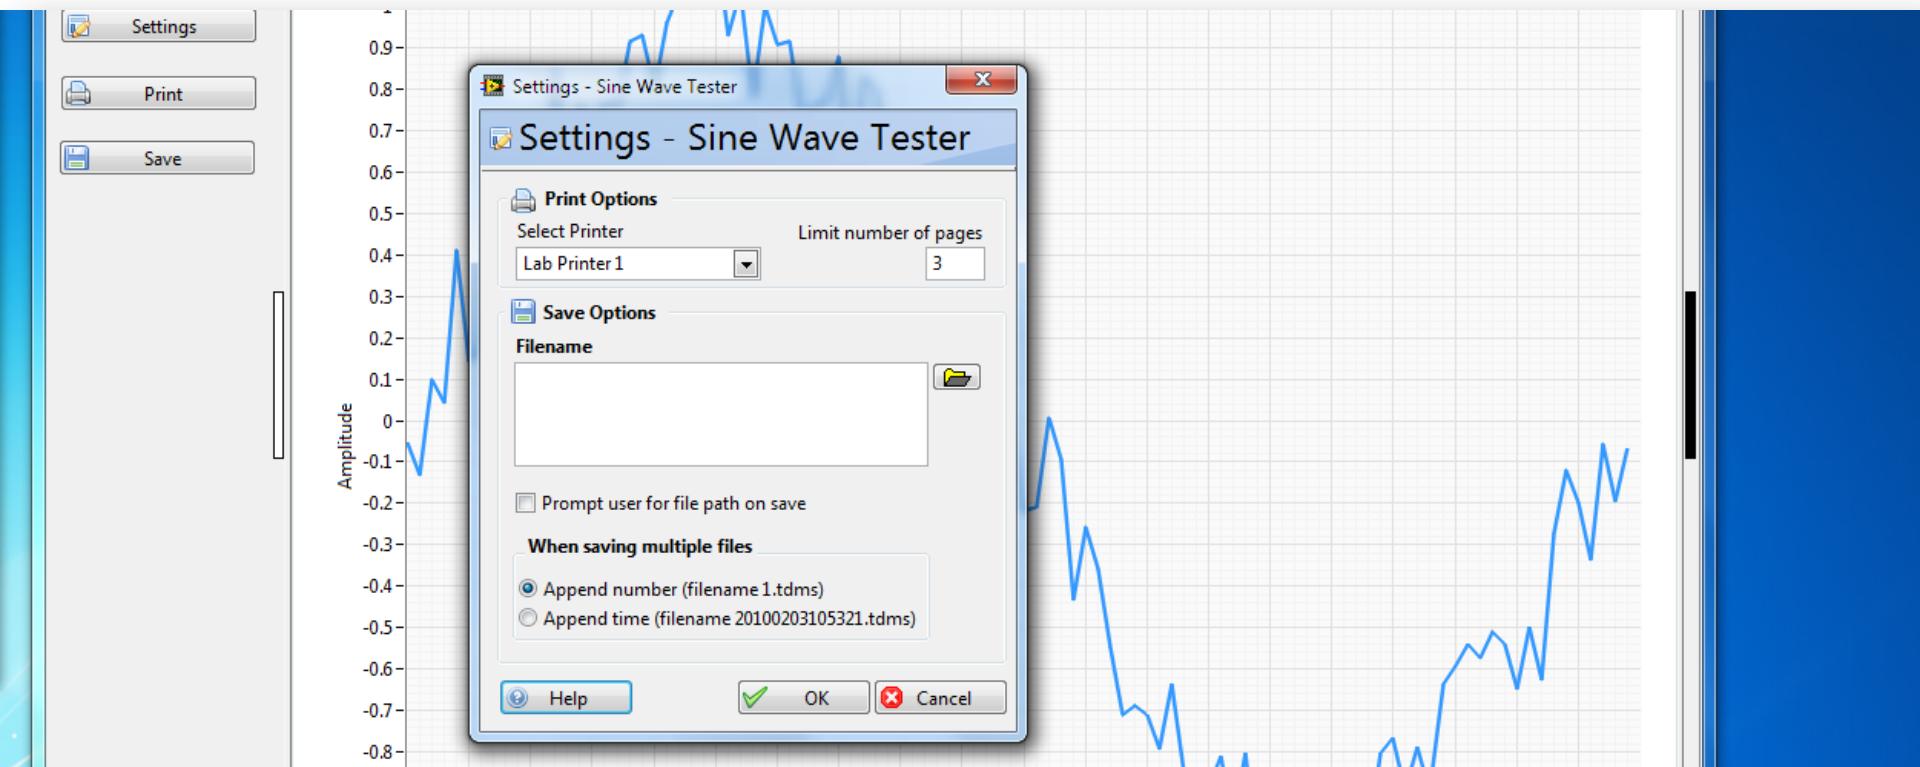 Settings
Print
Save
1
0.9
0.8
0.7
0.6
0.5
0.4
0.3
0.2
0.1
0
-0.1
-0.2
-0.3
-0.4
-0.5
-0.6
-0.7
-0.8
Amplitude
Settings - Sine Wave Tester
Settings - Sine Wave Tester
Print Options
Select Printer
Limit number of pages
Lab Printer 1
3
Save Options
Filename
Prompt user for file path on save
When saving multiple files
Append number (filename 1.tdms)
Append time (filename 20100203105321.tdms)
Help
OK
Cancel